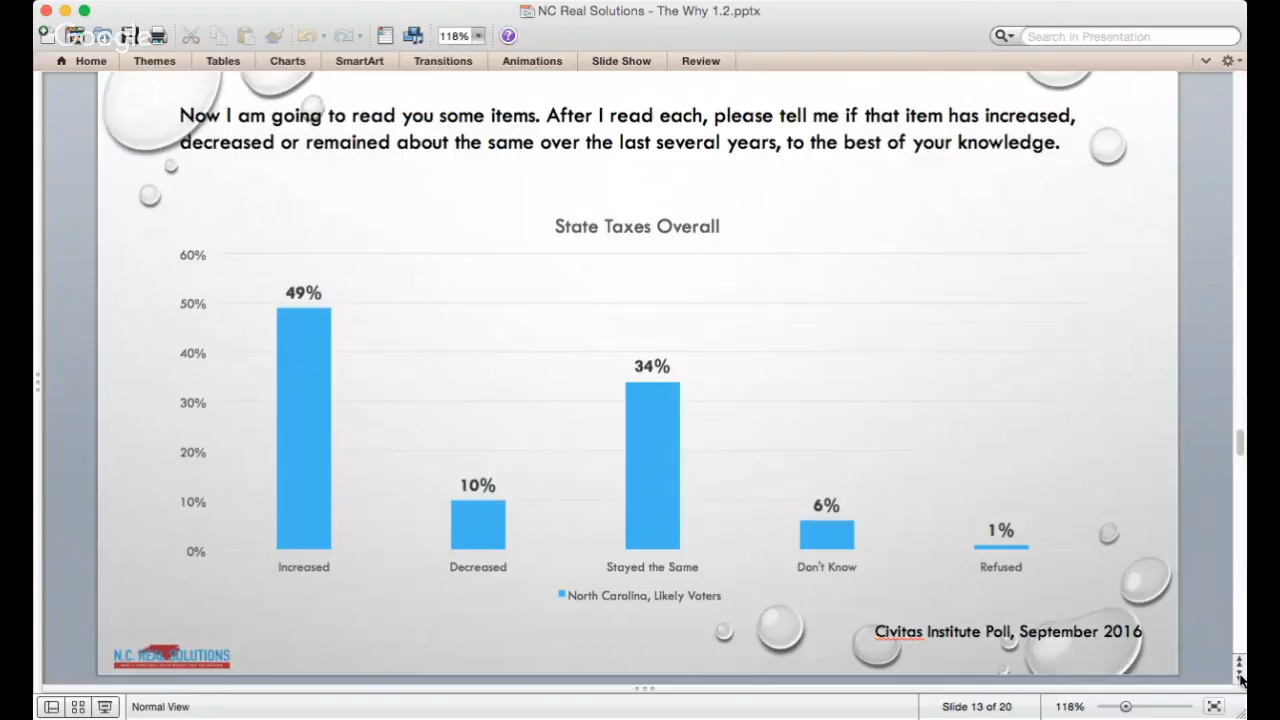 NC Real Solutions - The Why 1.2.pptx
Google
118%
Search in Presentation
Home Themes Tables Charts SmartArt Transitions Animations Slide Show Review
Now I am going to read you some items. After I read each, please tell me if that item has increased,
decreased or remained about the same over the last several years, to the best of your knowledge.
State Taxes Overall
60%
50%
40%
30%
20%
10%
0%
49%
10%
34%
6%
1%
Increased Decreased Stayed the Same Don't Know Refused
North Carolina, Likely Voters
Civitas Institute Poll, September 2016
N.C. REAL SOLUTIONS
Normal View Slide 13 of 20 118%